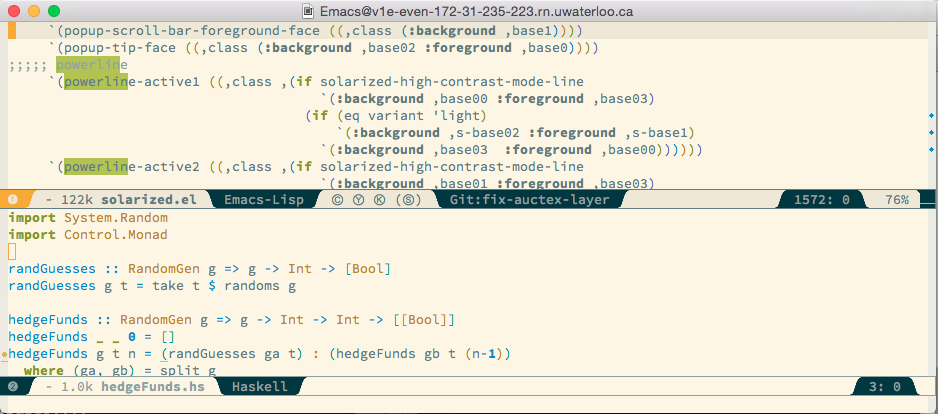 Emacs@v1e-even-172-31-235-223.rn.uwaterloo.ca
`(popup-scroll-bar-foreground-face ((,class (:background ,base1))))
`(popup-tip-face ((,class (:background ,base02 :foreground ,base0))))
;;;;; powerline
`(powerline-active1 ((,class ,(if solarized-high-contrast-mode-line
`(:background ,base00 :foreground ,base03)
(if (eq variant 'light)
`(:background ,s-base02 :foreground ,s-base1)
`(:background ,base03  :foreground ,base00))))))
`(powerline-active2 ((,class ,(if solarized-high-contrast-mode-line
`(:background ,base01 :foreground ,base03)
❶ - 122k solarized.el Emacs-Lisp Ⓒ Ⓨ Ⓚ (Ⓢ) Git:fix-auctex-layer 1572: 0 76%
import System.Random
import Control.Monad
randGuesses :: RandomGen g => g -> Int -> [Bool]
randGuesses g t = take t $ randoms g
hedgeFunds :: RandomGen g => g -> Int -> Int -> [[Bool]]
hedgeFunds _ _ 0 = []
hedgeFunds g t n = (randGuesses ga t) : (hedgeFunds gb t (n-1))
where (ga, gb) = split g
❷ - 1.0k hedgeFunds.hs Haskell 3: 0